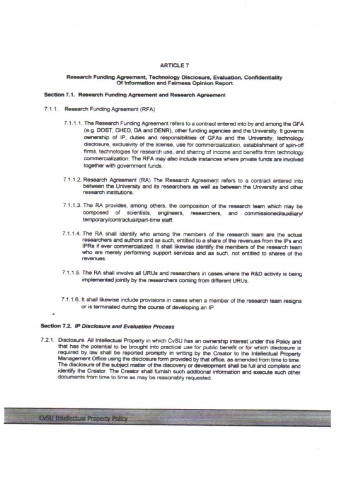 ARTICLE 7
Research Funding Agreement, Technology Disclosure, Evaluation, Confidentiality
Of Information and Fairness Opinion Report
Section 7.1. Research Funding Agreement and Research Agreement
7.1.1. Research Funding Agreement (RFA)
7.1.1.1. The Research Funding Agreement refers to a contract entered into by and among the GFA
(e.g. DOST, CHED, DA and DENR), other funding agencies and the University. It governs
ownership of IP, duties and responsibilities of GFAs and the University, technology
disclosure, exclusivity of the license, use for commercialization, establishment of spin-off
firms, technologies for research use, and sharing of income and benefits from technology
commercialization. The RFA may also include instances where private funds are involved
together with government funds.
7.1.1.2. Research Agreement (RA) The Research Agreement refers to a contract entered into
between the University and its researchers as well as between the University and other
research institutions.
7.1.1.3. The RA provides, among others, the composition of the research team which may be
composed of scientists, engineers, researchers, and commissioned/auxiliary/
temporary/contractual/part-time staff.
7.1.1.4. The RA shall identify who among the members of the research team are the actual
researchers and authors and as such, entitled to a share of the revenues from the IPs and
IPRs if ever commercialized. It shall likewise identify the members of the research team
who are merely performing support services and as such, not entitled to shares of the
revenues.
7.1.1.5. The RA shall involve all URUs and researchers in cases where the R&D activity is being
implemented jointly by the researchers coming from different URUs.
7.1.1.6. It shall likewise include provisions in cases when a member of the research team resigns
or is terminated during the course of developing an IP.
Section 7.2. IP Disclosure and Evaluation Process
7.2.1. Disclosure. All Intellectual Property in which CvSU has an ownership interest under this Policy and
that has the potential to be brought into practical use for public benefit or for which disclosure is
required by law shall be reported promptly in writing by the Creator to the Intellectual Property
Management Office using the disclosure form provided by that office, as amended from time to time.
The disclosure of the subject matter of the discovery or development shall be full and complete and
identify the Creator. The Creator shall furnish such additional information and execute such other
documents from time to time as may be reasonably requested.
CvSU Intellectual Property Policy